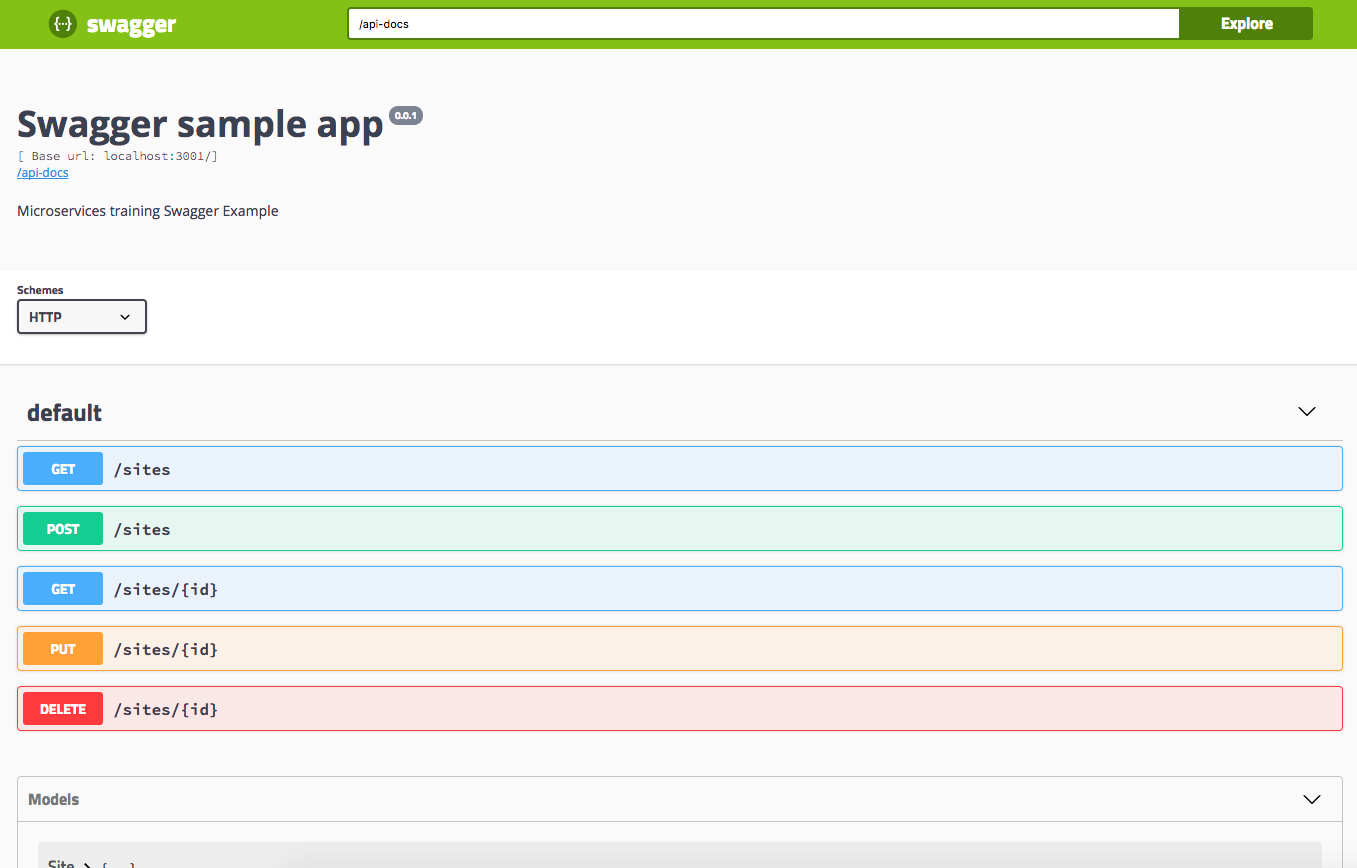 {···} swagger
/api-docs
Explore
Swagger sample app 0.0.1
[ Base url: localhost:3001/]
/api-docs
Microservices training Swagger Example
Schemes
HTTP
default
GET /sites
POST /sites
GET /sites/{id}
PUT /sites/{id}
DELETE /sites/{id}
Models
Site